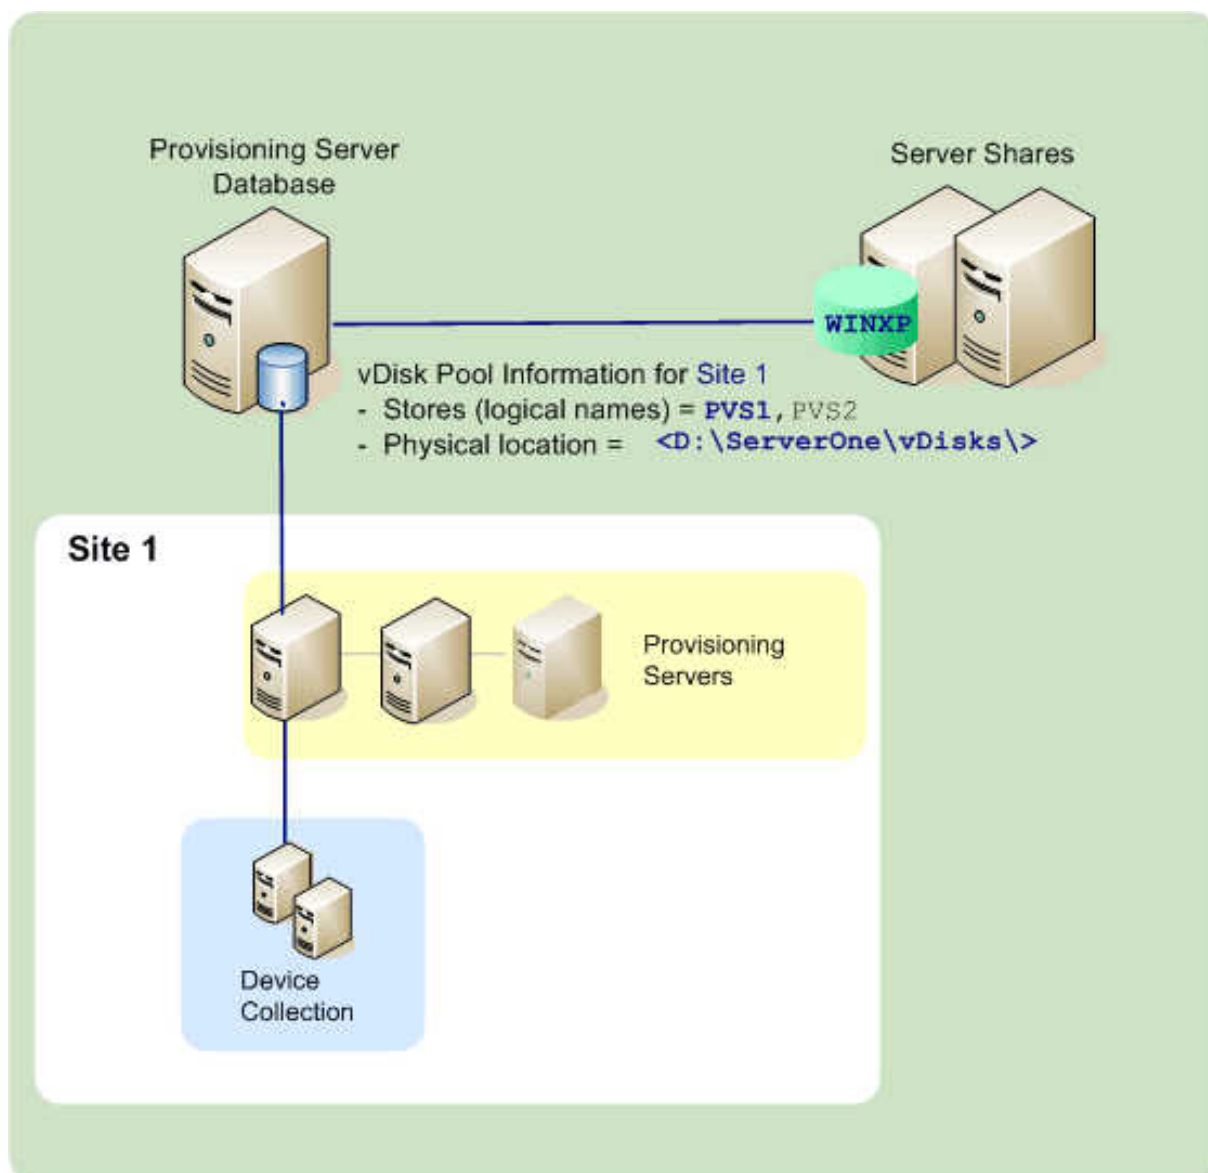 Provisioning Server
Database
Server Shares
WINXP
vDisk Pool Information for Site 1
- Stores (logical names) = PVS1, PVS2
- Physical location = <D:\ServerOne\vDisks\>
Site 1
Provisioning
Servers
Device
Collection